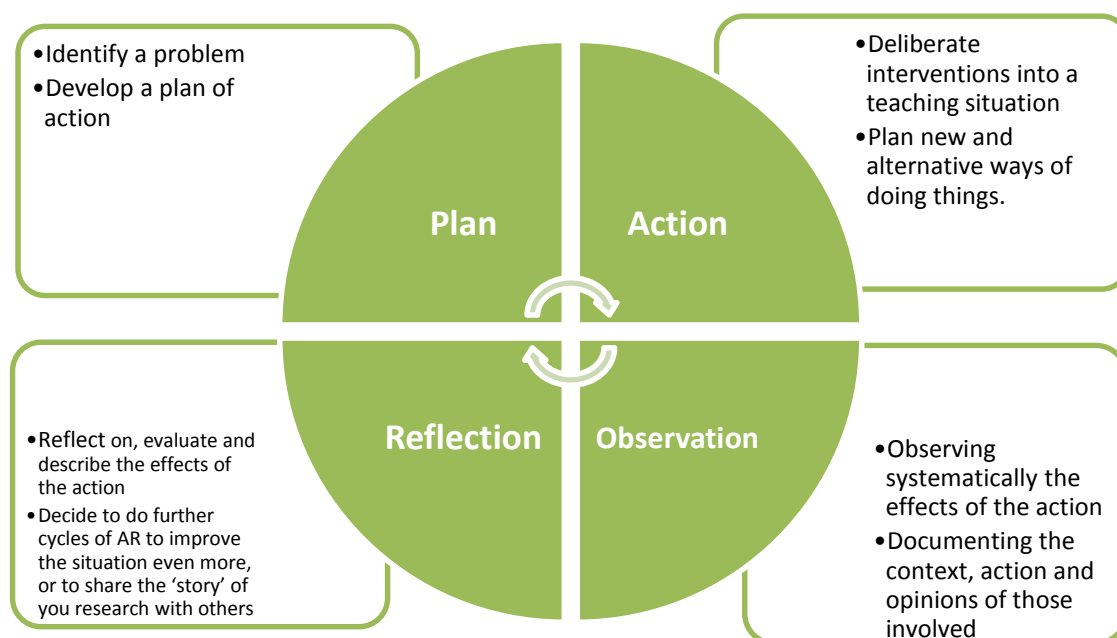 •Identify a problem
•Develop a plan of
action
Plan
Action
•Deliberate
interventions into a
teaching situation
•Plan new and
alternative ways of
doing things.
•Reflect on, evaluate and
describe the effects of
the action
•Decide to do further
cycles of AR to improve
the situation even more,
or to share the ‘story’ of
you research with others
Reflection
Observation
•Observing
systematically the
effects of the action
•Documenting the
context, action and
opinions of those
involved